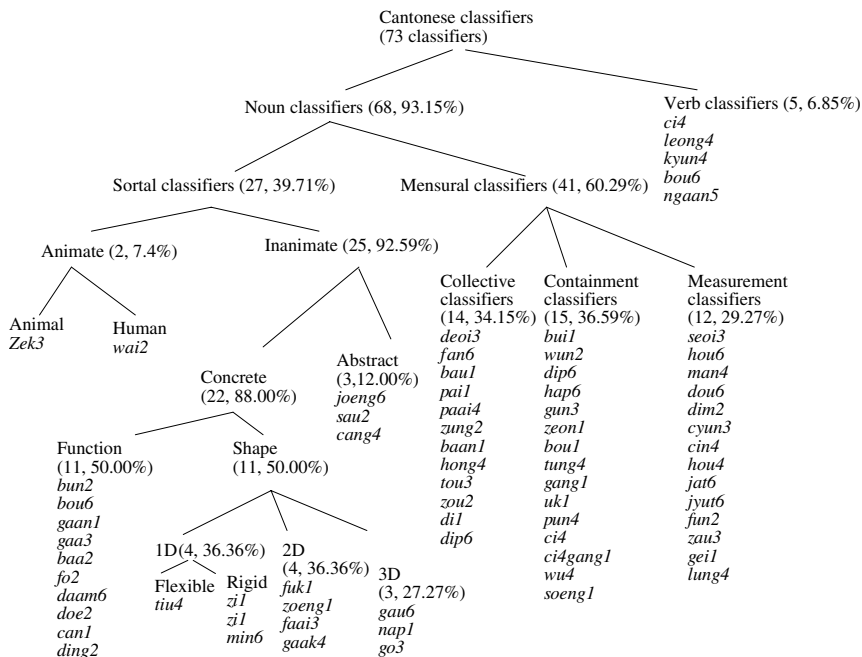 Cantonese classifiers
(73 classifiers)
Noun classifiers (68, 93.15%)
Verb classifiers (5, 6.85%)
ci4
leong4
kyun4
bou6
ngaan5
Sortal classifiers (27, 39.71%)
Mensural classifiers (41, 60.29%)
Animate (2, 7.4%)
Inanimate (25, 92.59%)
Animal
Zek3
Human
wai2
Concrete
(22, 88.00%)
Abstract
(3,12.00%)
joeng6
sau2
cang4
Function
(11, 50.00%)
bun2
bou6
gaan1
gaa3
baa2
fo2
daam6
doe2
can1
ding2
Shape
(11, 50.00%)
1D(4, 36.36%)
Flexible
tiu4
Rigid
zi1
zi1
min6
2D
(4, 36.36%)
fuk1
zoeng1
faai3
gaak4
3D
(3, 27.27%)
gau6
nap1
go3
Collective
classifiers
(14, 34.15%)
deoi3
fan6
bau1
pai1
paai4
zung2
baan1
hong4
tou3
zou2
di1
dip6
Containment
classifiers
(15, 36.59%)
bui1
wun2
dip6
hap6
gun3
zeon1
bou1
tung4
gang1
uk1
pun4
ci4
ci4gang1
wu4
soeng1
Measurement
classifiers
(12, 29.27%)
seoi3
hou6
man4
dou6
dim2
cyun3
cin4
hou4
jat6
jyut6
fun2
zau3
gei1
lung4